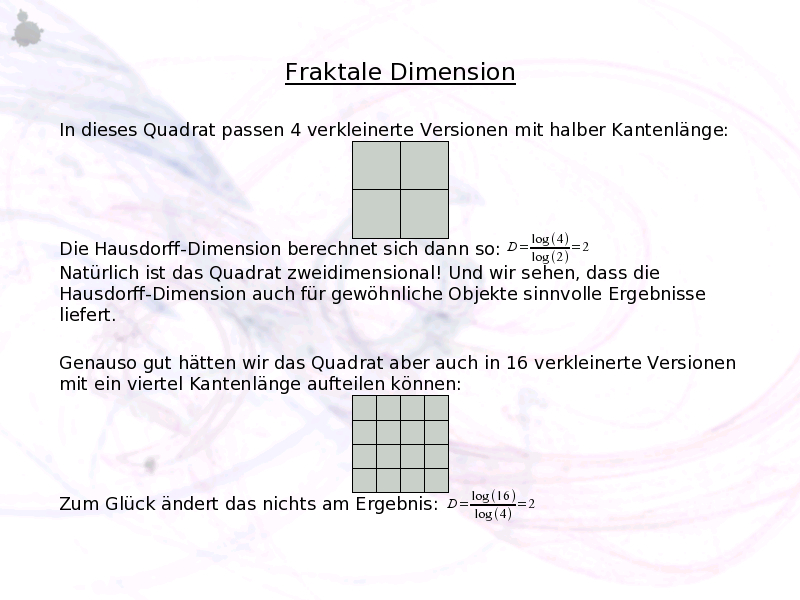 Fraktale Dimension
In dieses Quadrat passen 4 verkleinerte Versionen mit halber Kantenlänge:
Die Hausdorff-Dimension berechnet sich dann so: D=log(4)/log(2)=2
Natürlich ist das Quadrat zweidimensional! Und wir sehen, dass die
Hausdorff-Dimension auch für gewöhnliche Objekte sinnvolle Ergebnisse
liefert.
Genauso gut hätten wir das Quadrat aber auch in 16 verkleinerte Versionen
mit ein viertel Kantenlänge aufteilen können:
Zum Glück ändert das nichts am Ergebnis: D=log(16)/log(4)=2